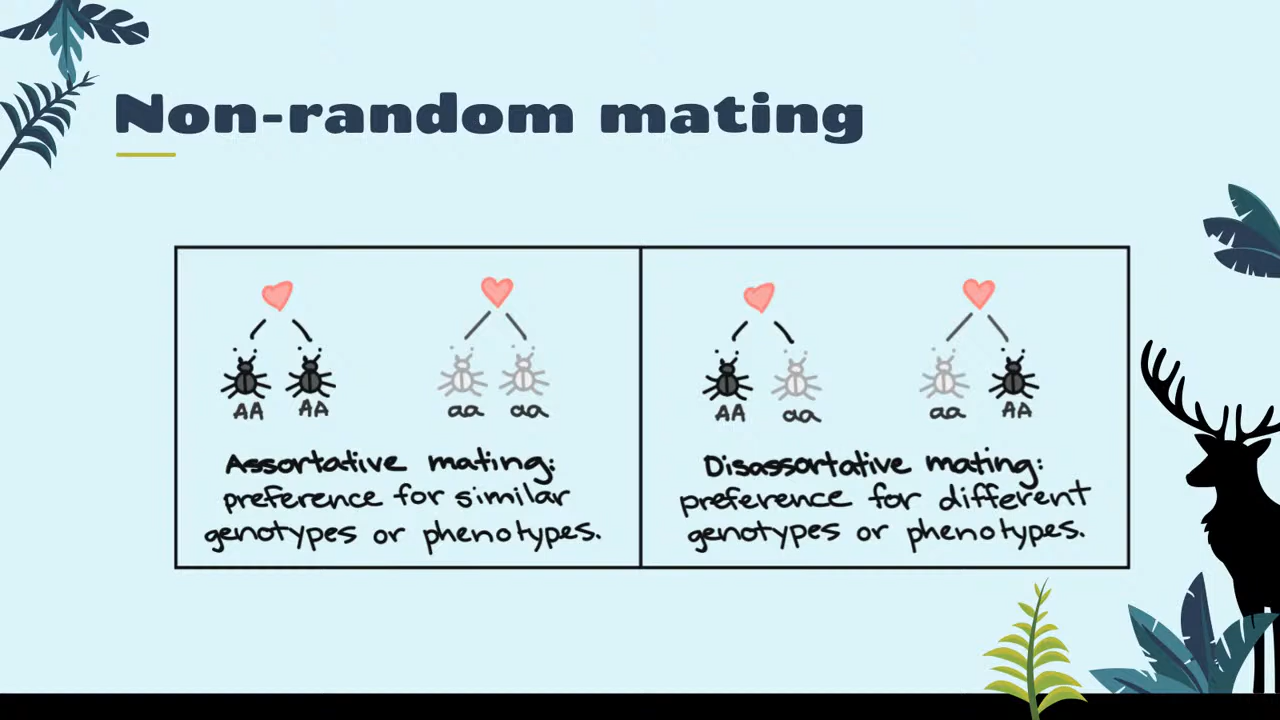 Non-random mating
AA AA aa aa
Assortative mating:
preference for similar
genotypes or phenotypes.
AA aa aa AA
Disassortative mating:
preference for different
genotypes or phenotypes.